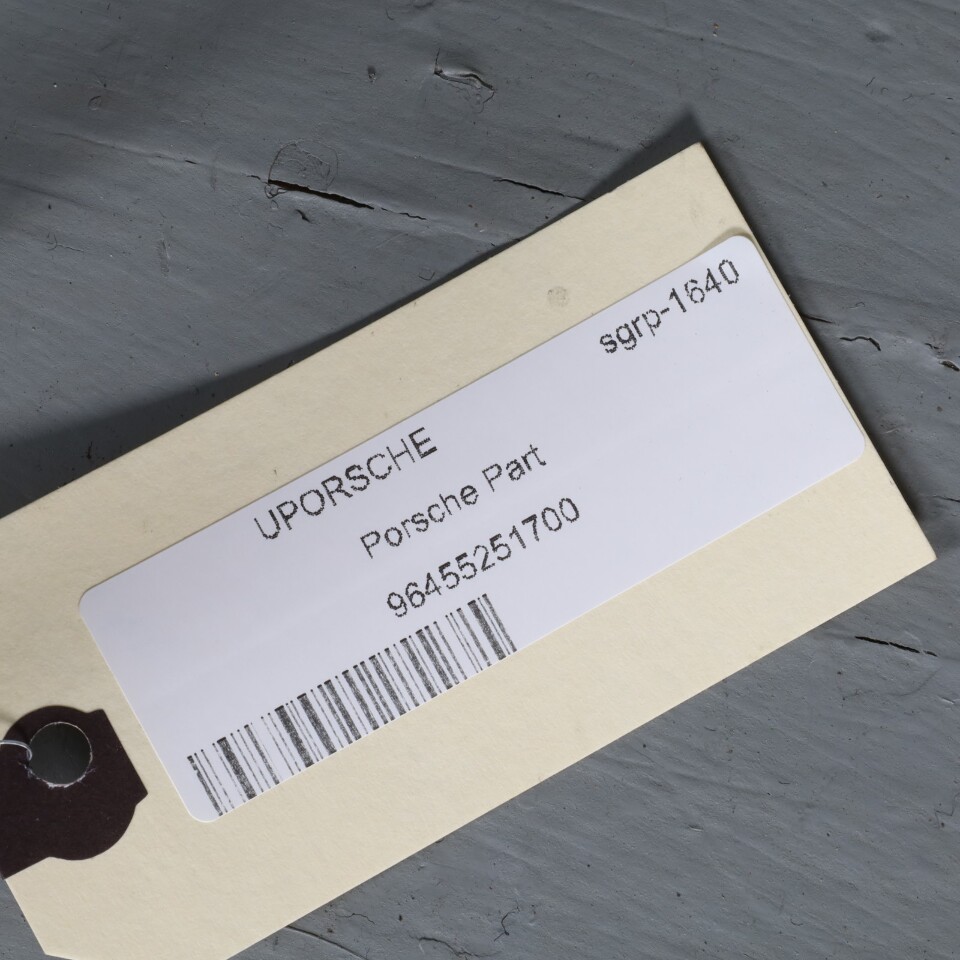 sgrp-1640
UPORSCHE
Porsche Part
96455251700